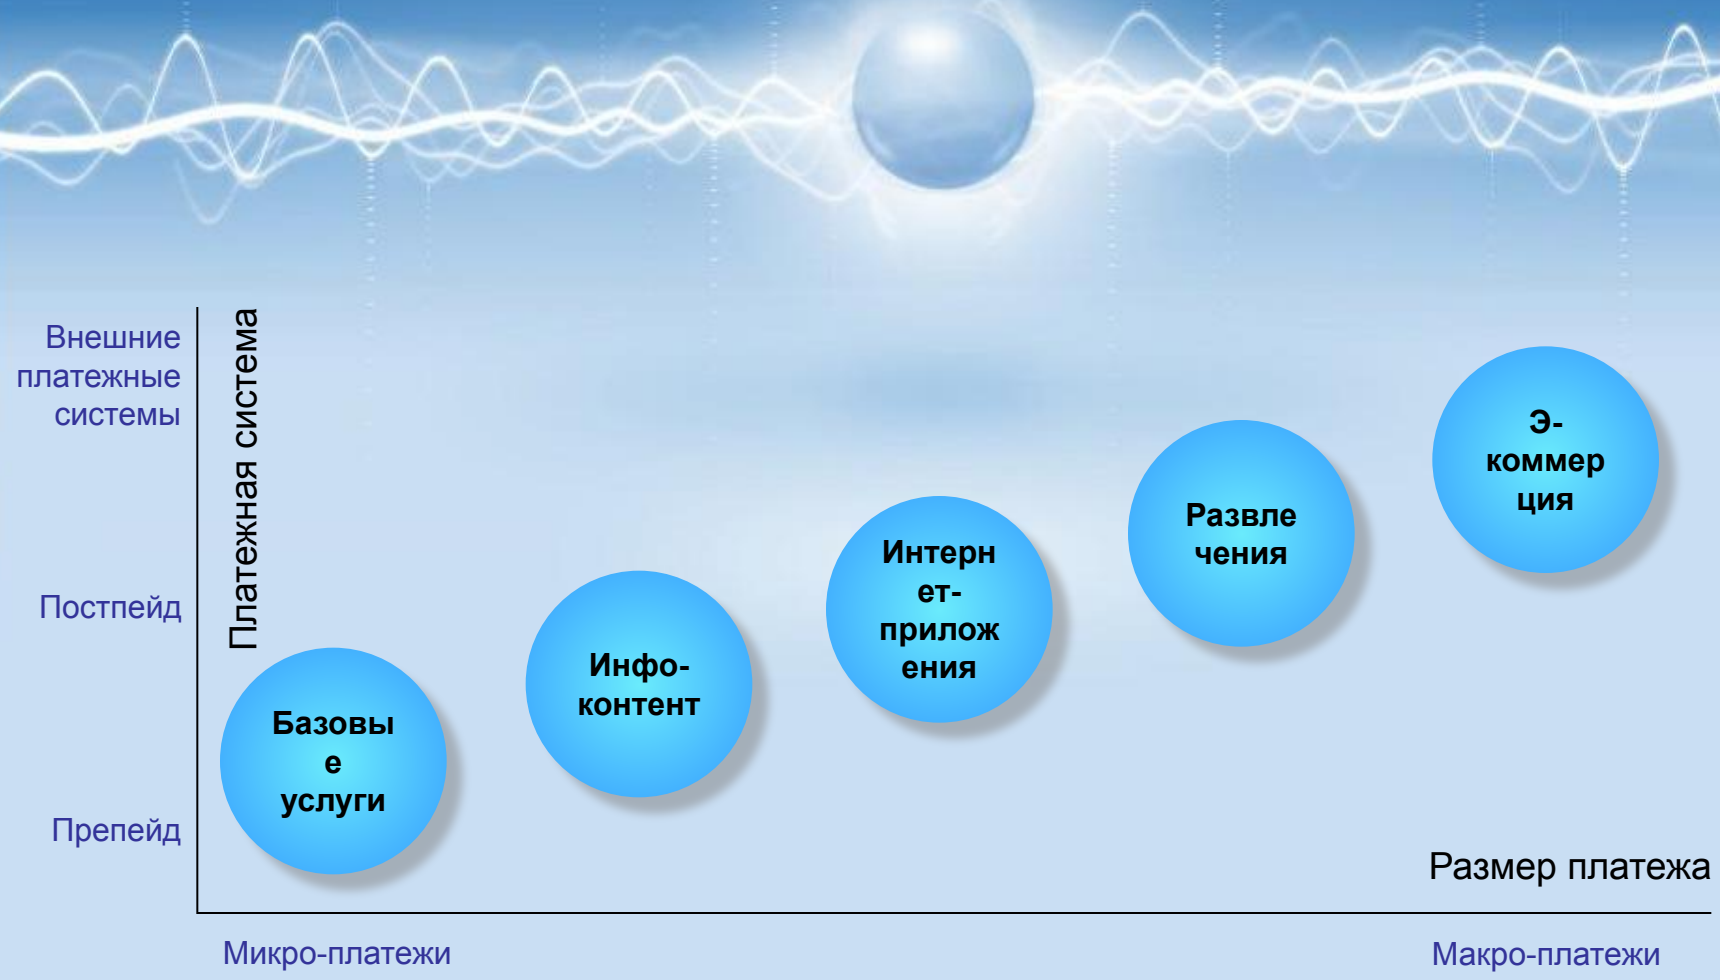 Внешние
платежные
системы
Платежная система
Постпейд
Препейд
Базовы
е
услуги
Инфо-
контент
Интерн
ет-
прилож
ения
Развле
чения
Э-
коммер
ция
Размер платежа
Микро-платежи
Макро-платежи